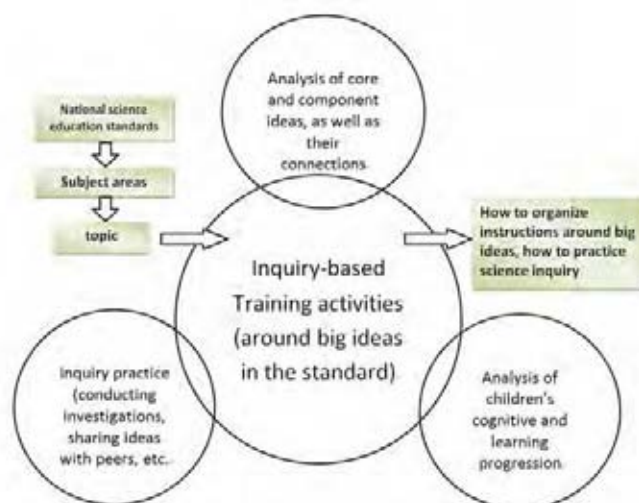 Analysis of core
and component
ideas, as well as
their
connections
National science
education standards
Subject areas
topic
How to organize
instructions around big
ideas, how to practice
science inquiry
Inquiry-based
Training activities
(around big ideas
in the standard)
Inquiry practice
(conducting
investigations,
sharing ideas
with peers, etc.
Analysis of
children's
cognitive and
learning
progression